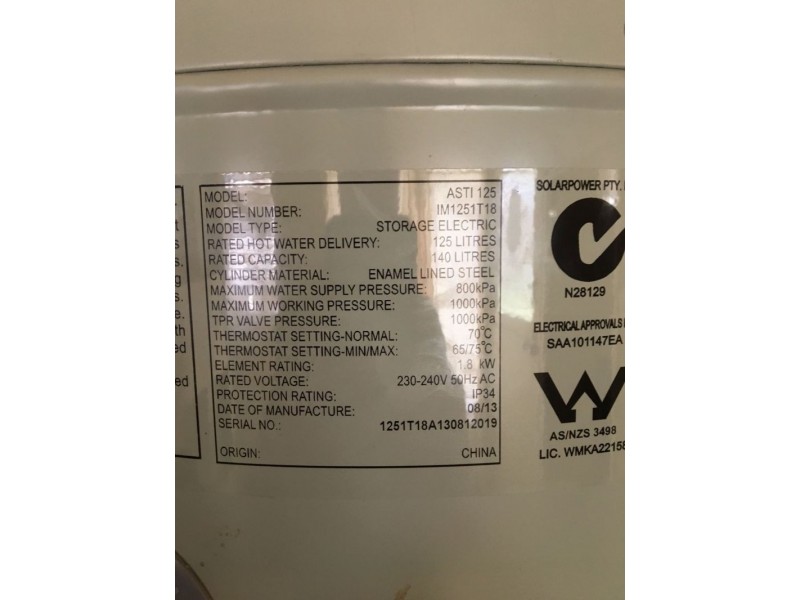 MODEL: ASTI 125
MODEL NUMBER: IM1251T18
MODEL TYPE: STORAGE ELECTRIC
RATED HOT WATER DELIVERY: 125 LITRES
RATED CAPACITY: 140 LITRES
CYLINDER MATERIAL: ENAMEL LINED STEEL
MAXIMUM WATER SUPPLY PRESSURE: 800kPa
MAXIMUM WORKING PRESSURE: 1000kPa
TPR VALVE PRESSURE: 1000kPa
THERMOSTAT SETTING-NORMAL: 70°C
THERMOSTAT SETTING-MIN/MAX: 65/75°C
ELEMENT RATING: 1.8 kW
RATED VOLTAGE: 230-240V 50Hz AC
PROTECTION RATING: IP34
DATE OF MANUFACTURE: 08/13
SERIAL NO.: 1251T18A130812019
ORIGIN: CHINA
SOLARPOWER PTY.
N28129
ELECTRICAL APPROVALS
SAA101147EA
AS/NZS 3498
LIC. WMKA22158